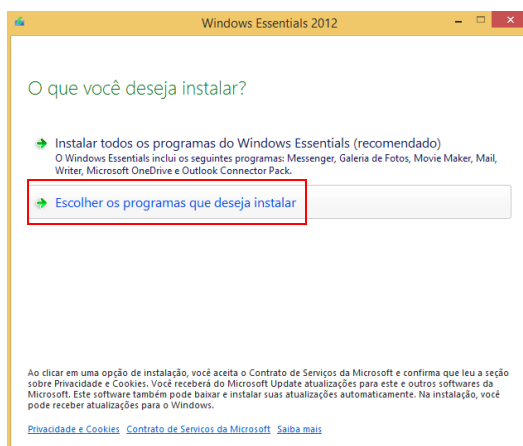 Windows Essentials 2012
O que você deseja instalar?
Instalar todos os programas do Windows Essentials (recomendado)
O Windows Essentials inclui os seguintes programas: Messenger, Galeria de Fotos, Movie Maker, Mail,
Writer, Microsoft OneDrive e Outlook Connector Pack.
Escolher os programas que deseja instalar
Ao clicar em uma opção de instalação, você aceita o Contrato de Serviços da Microsoft e confirma que leu a seção
sobre Privacidade e Cookies. Você receberá do Microsoft Update atualizações para este e outros softwares da
Microsoft. Este software também pode baixar e instalar suas atualizações automaticamente. Na instalação, você
pode receber atualizações para o Windows.
Privacidade e Cookies Contrato de Serviços da Microsoft Saiba mais